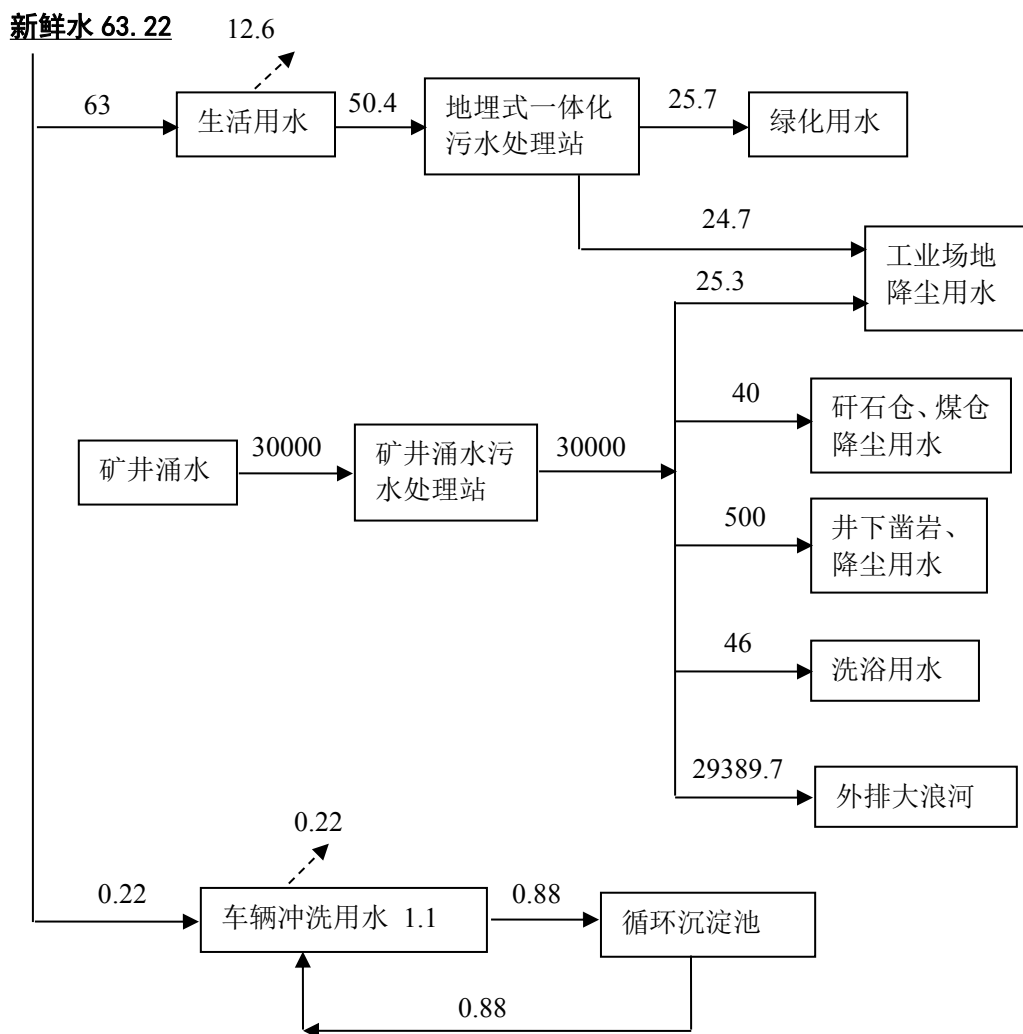 新鲜水 63.22
12.6
63
生活用水
50.4
地埋式一体化
污水处理站
25.7
绿化用水
24.7
工业场地
降尘用水
25.3
40
矸石仓、煤仓
降尘用水
矿井涌水
30000
矿井涌水污
水处理站
30000
500
井下凿岩、
降尘用水
46
洗浴用水
29389.7
外排大浪河
0.22
0.22
车辆冲洗用水 1.1
0.88
循环沉淀池
0.88